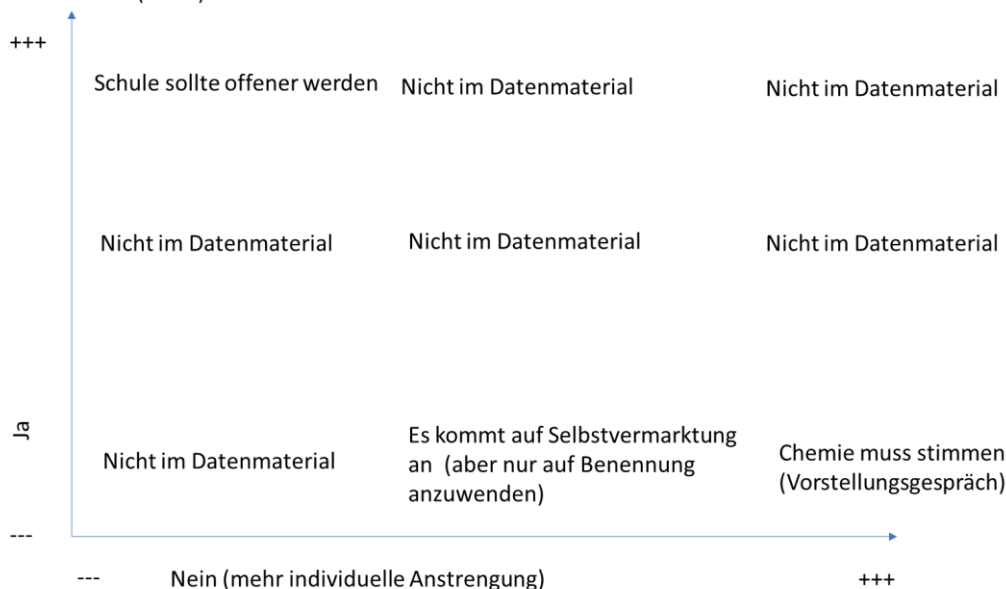 +++
Schule sollte offener werden
Nicht im Datenmaterial
Nicht im Datenmaterial
Nicht im Datenmaterial
Nicht im Datenmaterial
Nicht im Datenmaterial
Ja
Nicht im Datenmaterial
Es kommt auf Selbstvermarktung
an (aber nur auf Benennung
anzuwenden)
Chemie muss stimmen
(Vorstellungsgespräch)
---
---
Nein (mehr individuelle Anstrengung)
+++